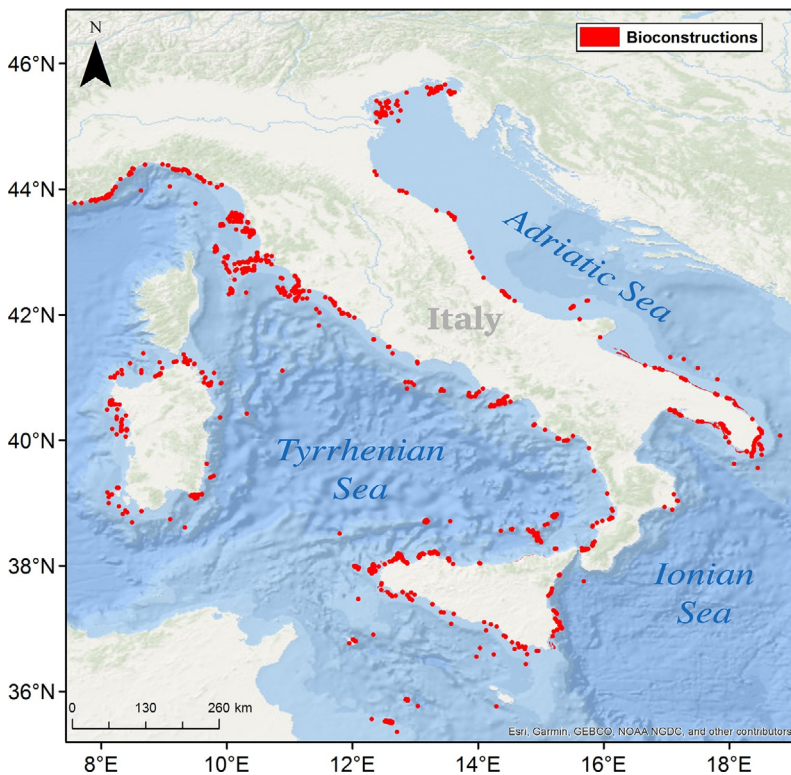 N
Bioconstructions
46°N
44°N
Adriatic Sea
42°N
Italy
40°N
Tyrrhenian
Sea
38°N
Ionian
Sea
36°N
0 130 260 km
Esri, Garmin, GEBCO, NOAA NGDC, and other contributors
8°E 10°E 12°E 14°E 16°E 18°E